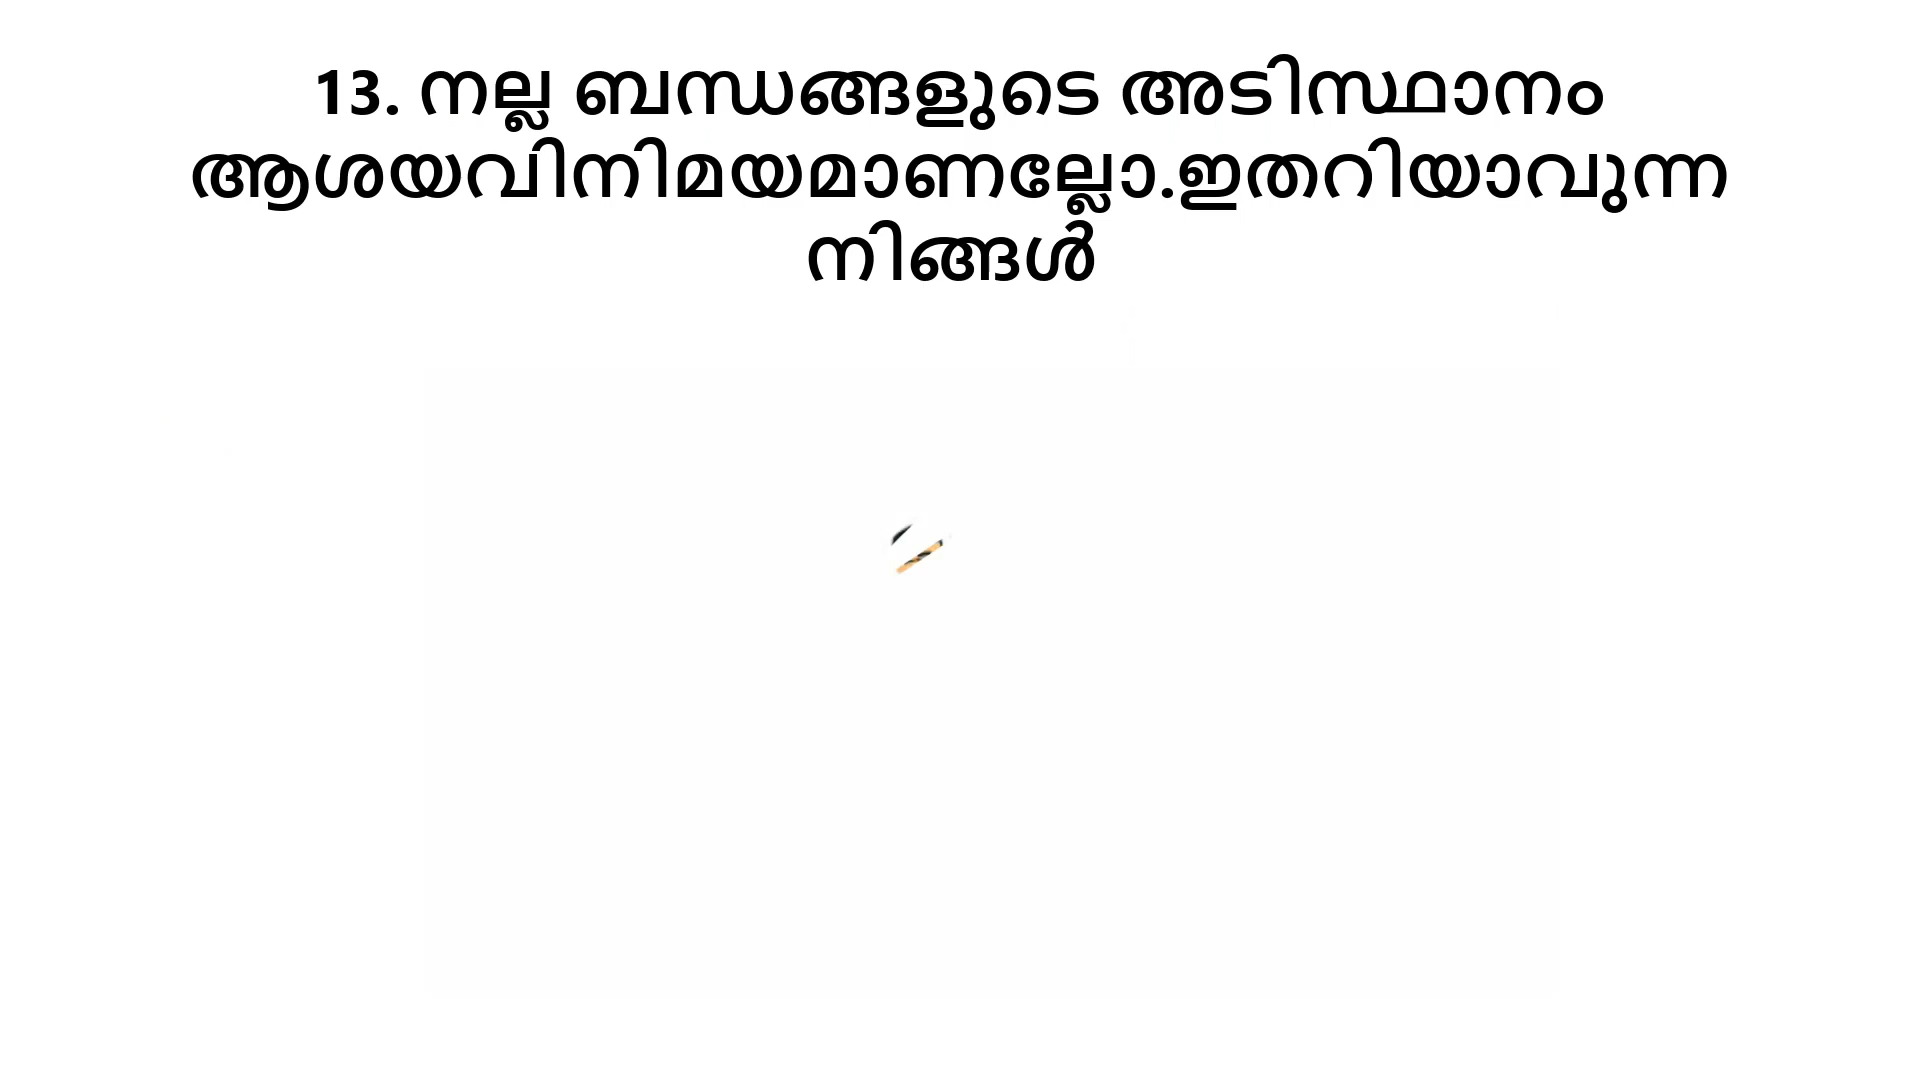 13. നല്ല ബന്ധങ്ങളുടെ അടിസ്ഥാനം
ആശയവിനിമയമാണല്ലോ.ഇതറിയാവുന്ന
നിങ്ങൾ